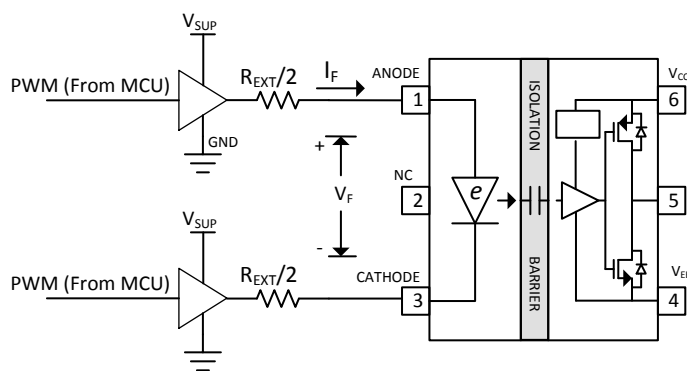 V_SUP
PWM (From MCU)
R_EXT/2
I_F
ANODE
1
GND
+
V_F
-
NC
2
V_SUP
PWM (From MCU)
R_EXT/2
CATHODE
3
e
ISOLATION
BARRIER
6
5
4